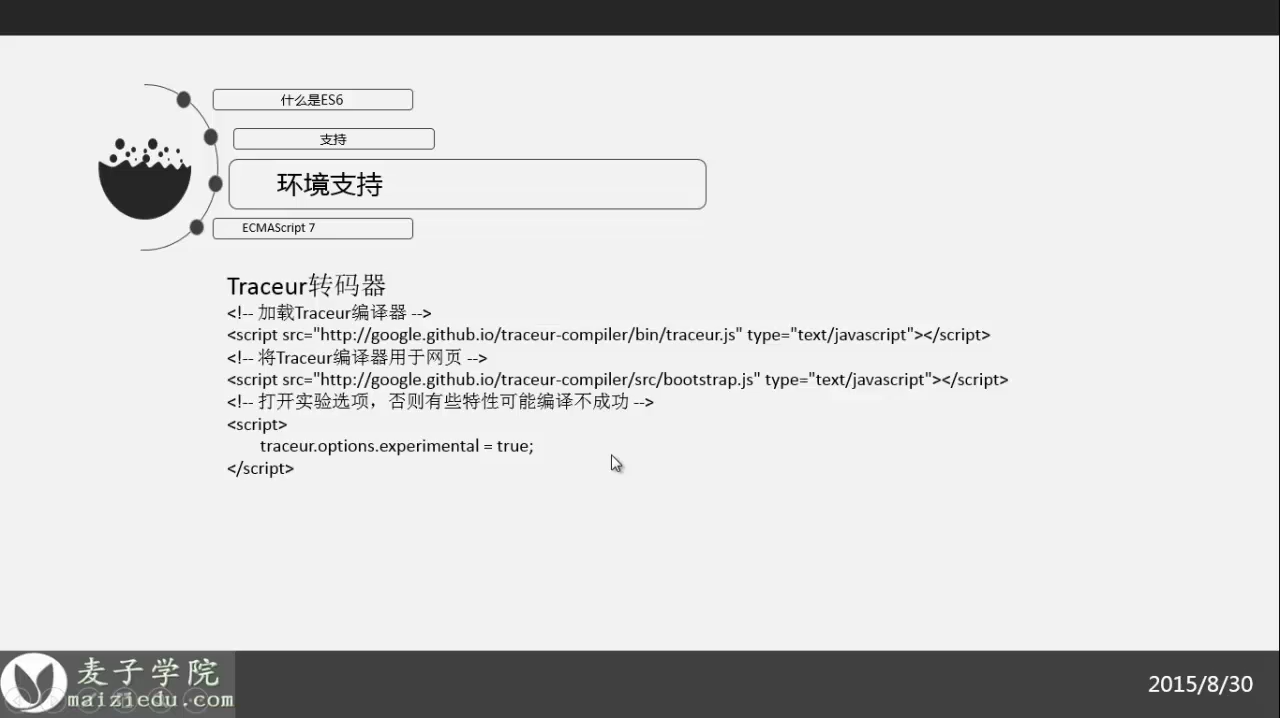 什么是ES6
支持
环境支持
ECMAScript 7
Traceur转码器
<!-- 加载Traceur编译器 -->
<script src="http://google.github.io/traceur-compiler/bin/traceur.js" type="text/javascript"></script>
<!-- 将Traceur编译器用于网页 -->
<script src="http://google.github.io/traceur-compiler/src/bootstrap.js" type="text/javascript"></script>
<!-- 打开实验选项，否则有些特性可能编译不成功 -->
<script>
traceur.options.experimental = true;
</script>
麦子学院
maiziedu.com
2015/8/30